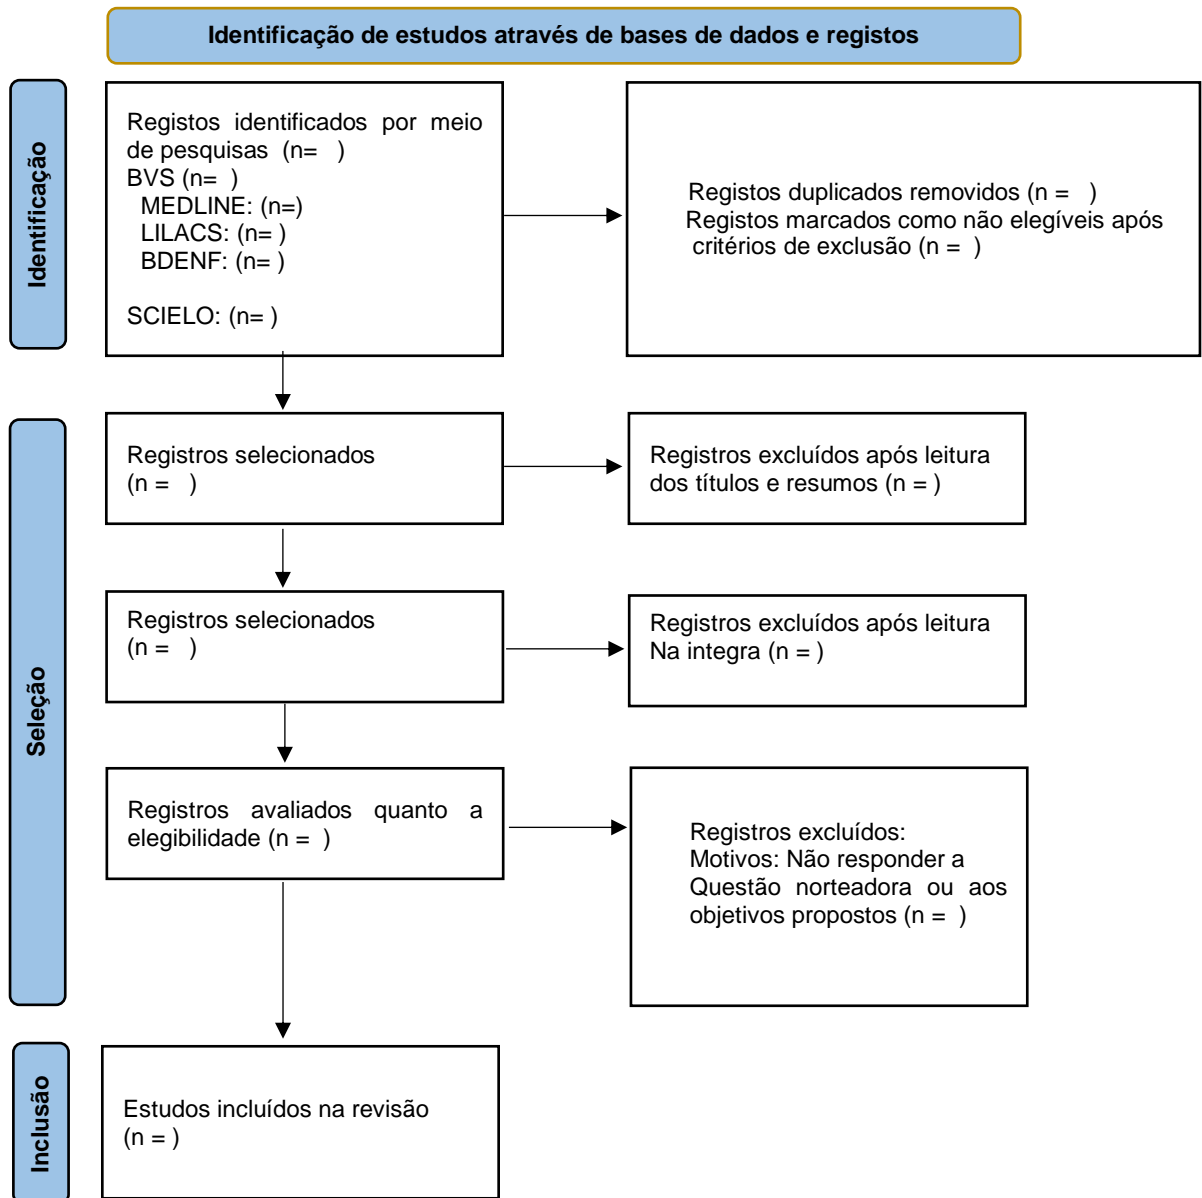 Identificação de estudos através de bases de dados e registos
Identificação
Registos identificados por meio
de pesquisas (n= )
BVS (n= )
MEDLINE: (n=)
LILACS: (n= )
BDENF: (n= )
SCIELO: (n= )
Registos duplicados removidos (n = )
Registos marcados como não elegíveis após
critérios de exclusão (n = )
Seleção
Registros selecionados
(n = )
Registros excluídos após leitura
dos títulos e resumos (n = )
Registros selecionados
(n = )
Registros excluídos após leitura
Na integra (n = )
Registros avaliados quanto a
elegibilidade (n = )
Registros excluídos:
Motivos: Não responder a
Questão norteadora ou aos
objetivos propostos (n = )
Inclusão
Estudos incluídos na revisão
(n = )